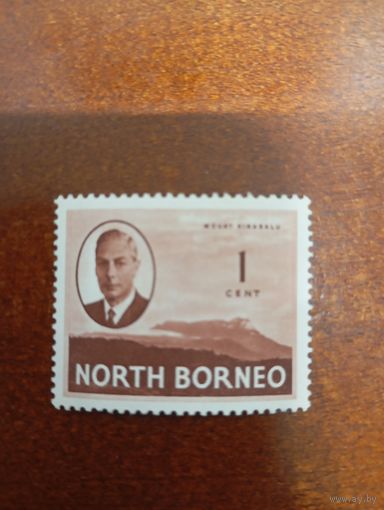 MOUNT KINABALU
1
CENT
NORTH BORNEO
www.ay.by